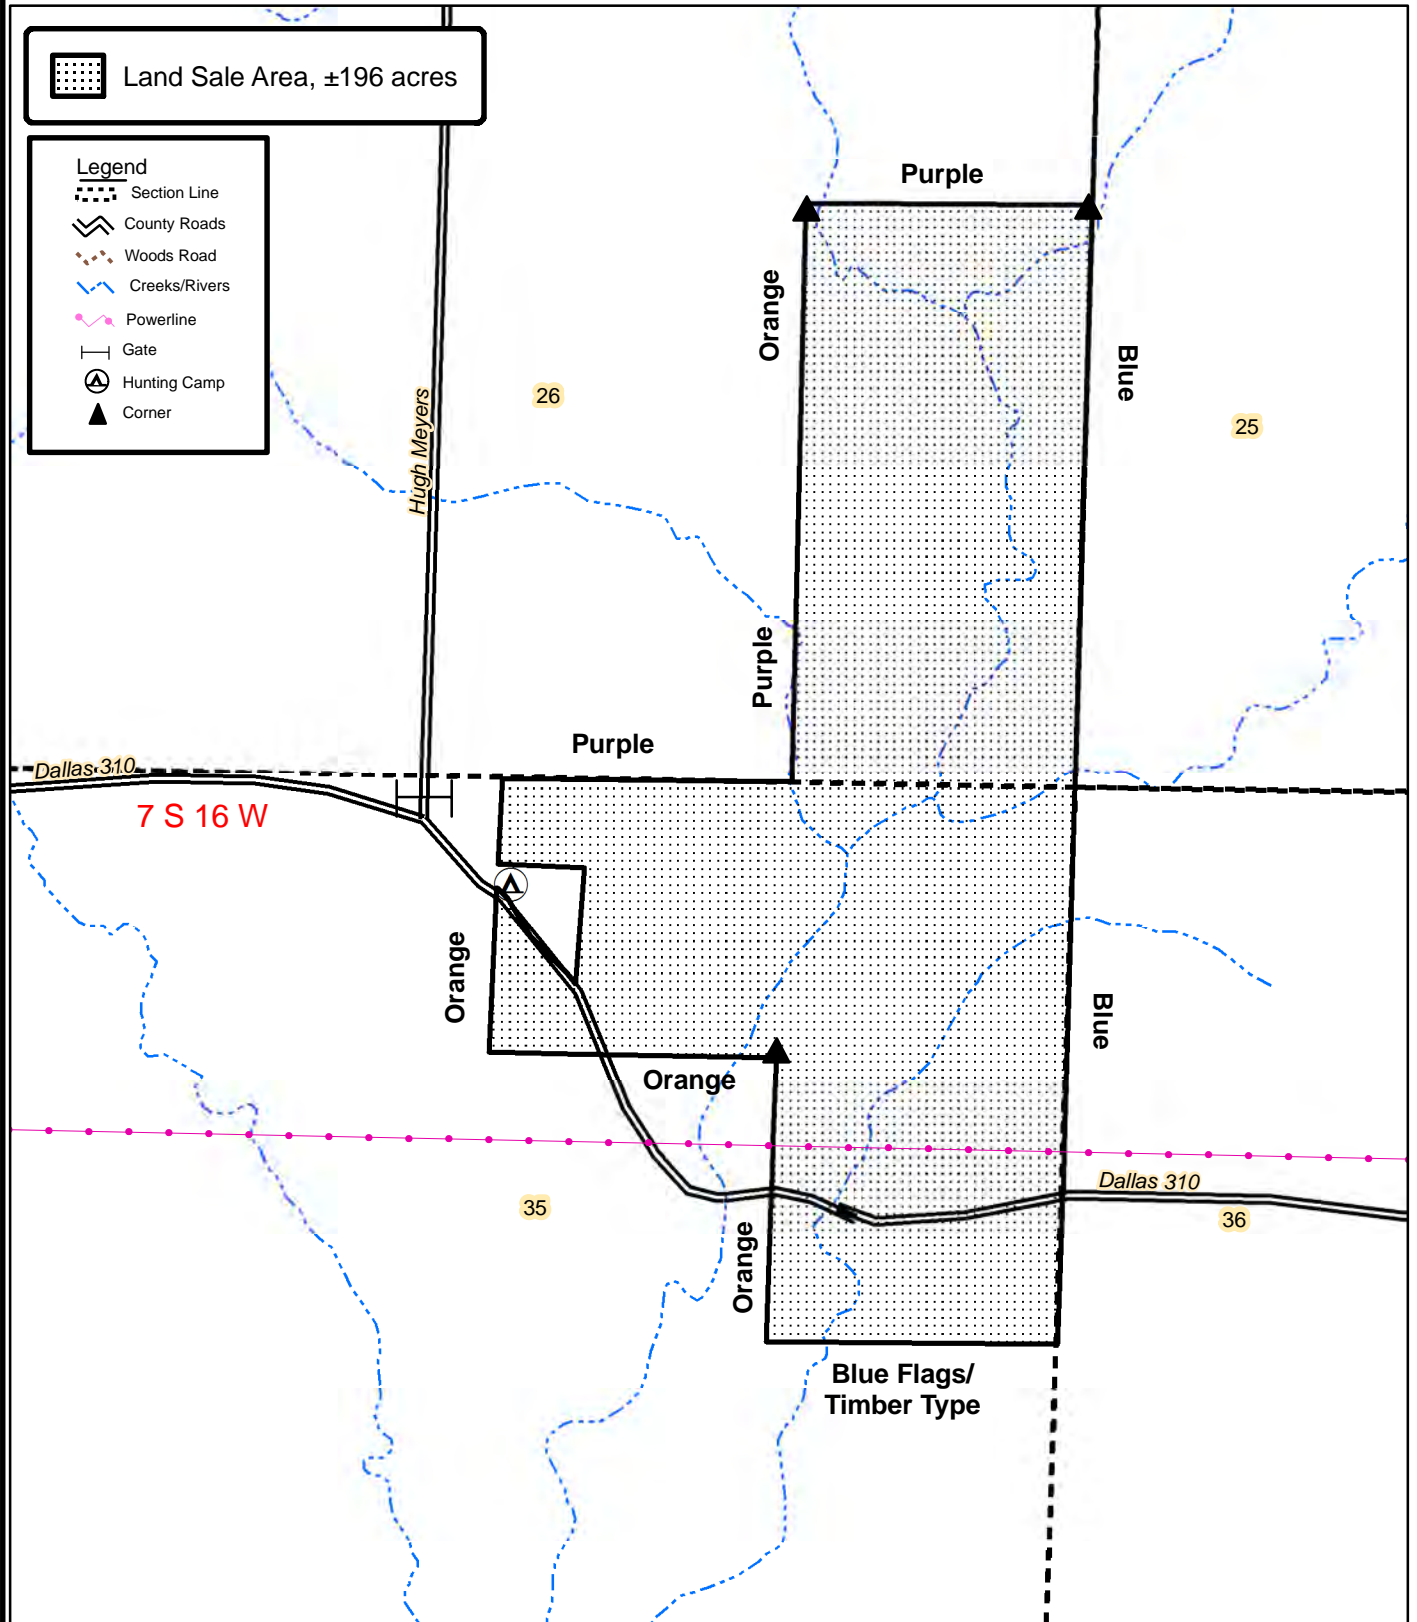 Land Sale Area, ±196 acres
Legend
Section Line
County Roads
Woods Road
Creeks/Rivers
Powerline
Gate
Hunting Camp
Corner
Purple
Orange
Blue
Hugh Meyers
26
25
Purple
Purple
Dallas 310
7 S 16 W
Orange
Blue
Orange
Dallas 310
35
36
Orange
Blue Flags/
Timber Type